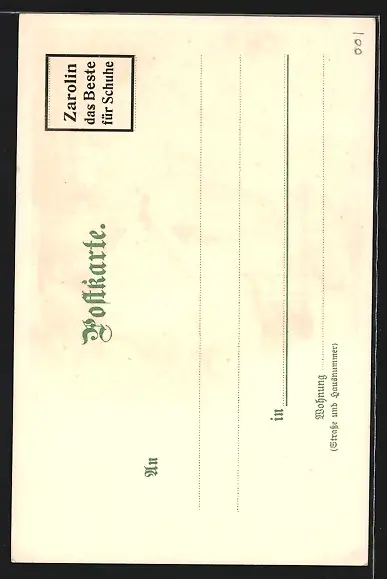 Zarolin
das Beste
für Schuhe
Postkarte.
An
in
Wohnung
(Straße und Hausnummer)
001